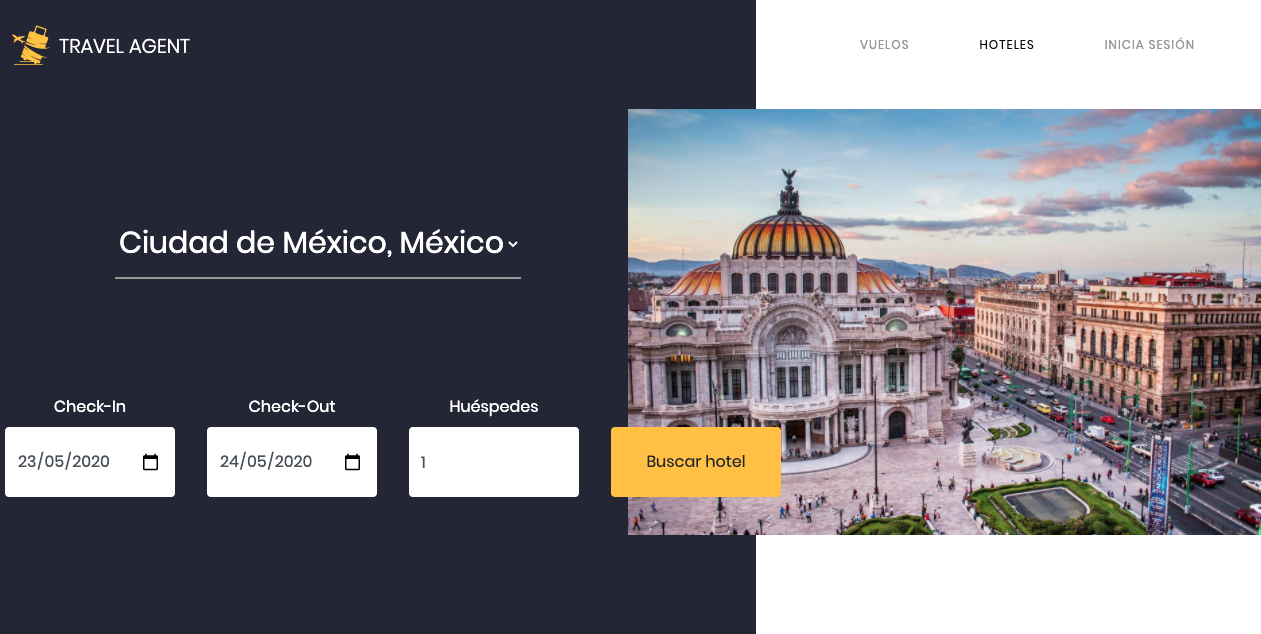 TRAVEL AGENT
VUELOS
HOTELES
INICIA SESIÓN
Ciudad de México, México
Check-In
Check-Out
Huéspedes
23/05/2020
24/05/2020
1
Buscar hotel